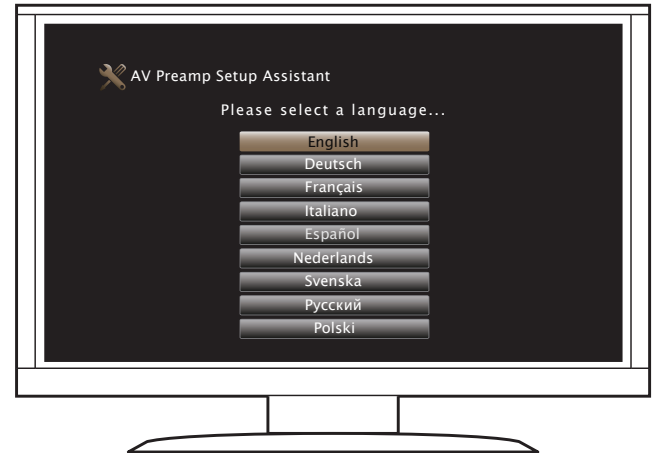 AV Preamp Setup Assistant
Please select a language...
English
Deutsch
Français
Italiano
Español
Nederlands
Svenska
Русский
Polski